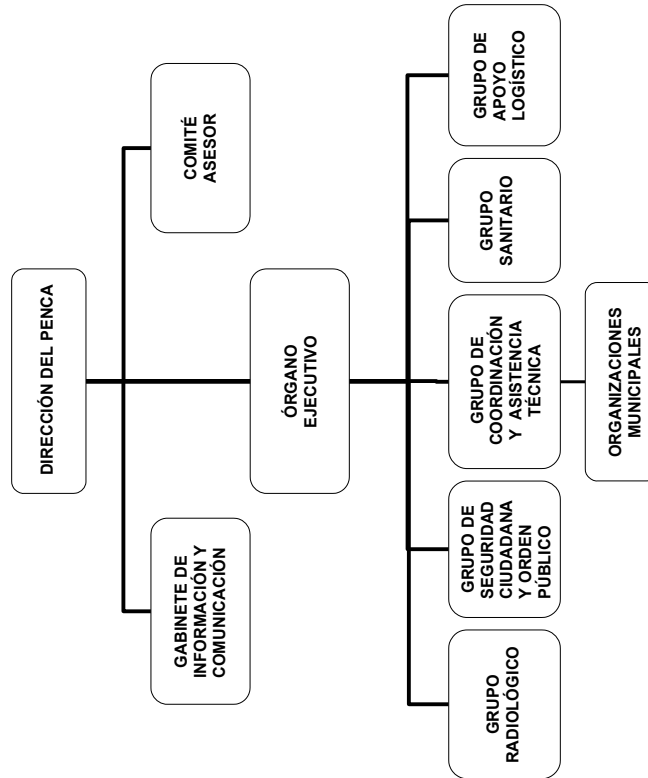 DIRECCIÓN DEL PENCA
GABINETE DE
INFORMACIÓN Y
COMUNICACIÓN
COMITÉ
ASESOR
ÓRGANO
EJECUTIVO
GRUPO
RADIOLÓGICO
GRUPO DE
SEGURIDAD
CIUDADANA
Y ORDEN
PÚBLICO
GRUPO DE
COORDINACIÓN
Y ASISTENCIA
TÉCNICA
GRUPO
SANITARIO
GRUPO DE
APOYO
LOGÍSTICO
ORGANIZACIONES
MUNICIPALES